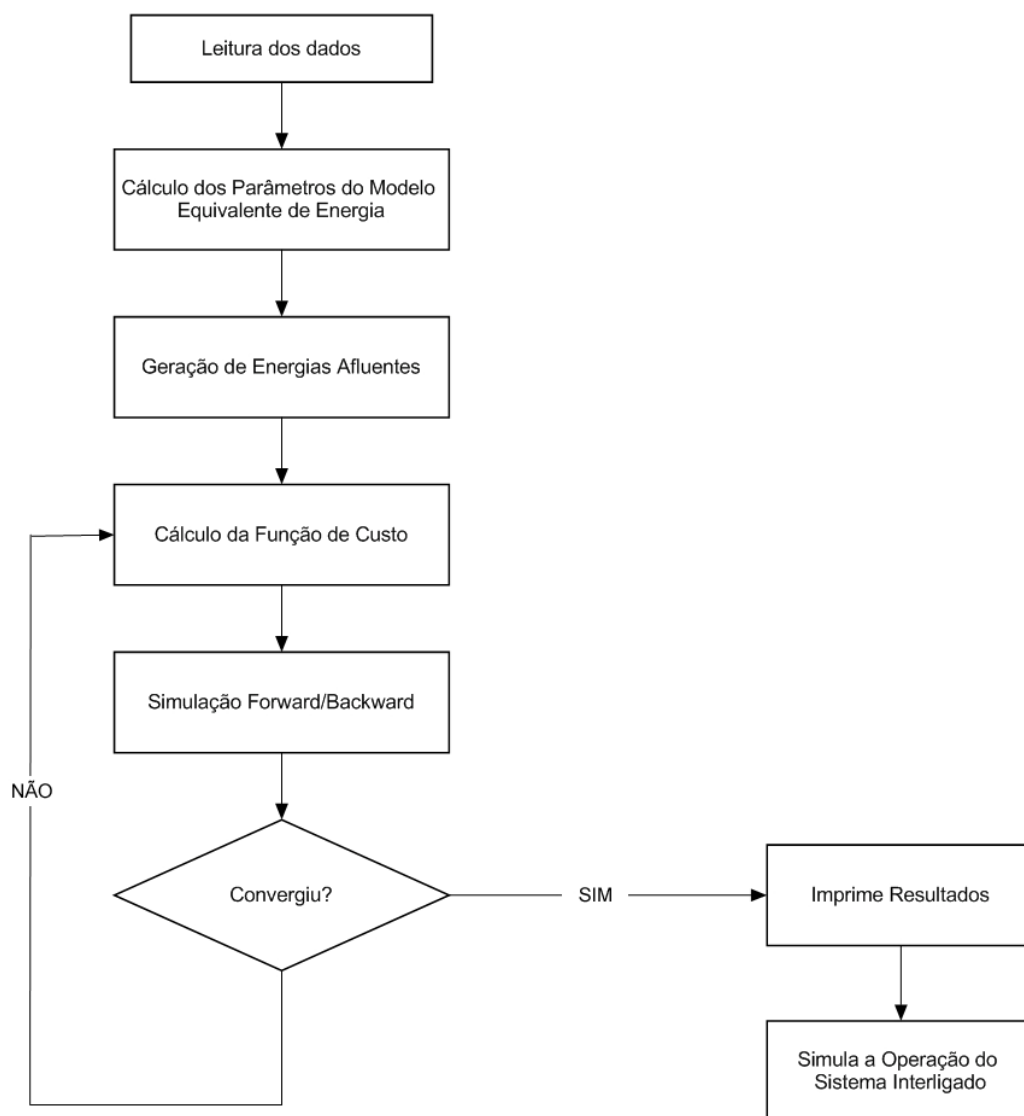 Leitura dos dados
Cálculo dos Parâmetros do Modelo
Equivalente de Energia
Geração de Energias Afluentes
Cálculo da Função de Custo
Simulação Forward/Backward
NÃO
Convergiu?
SIM
Imprime Resultados
Simula a Operação do
Sistema Interligado